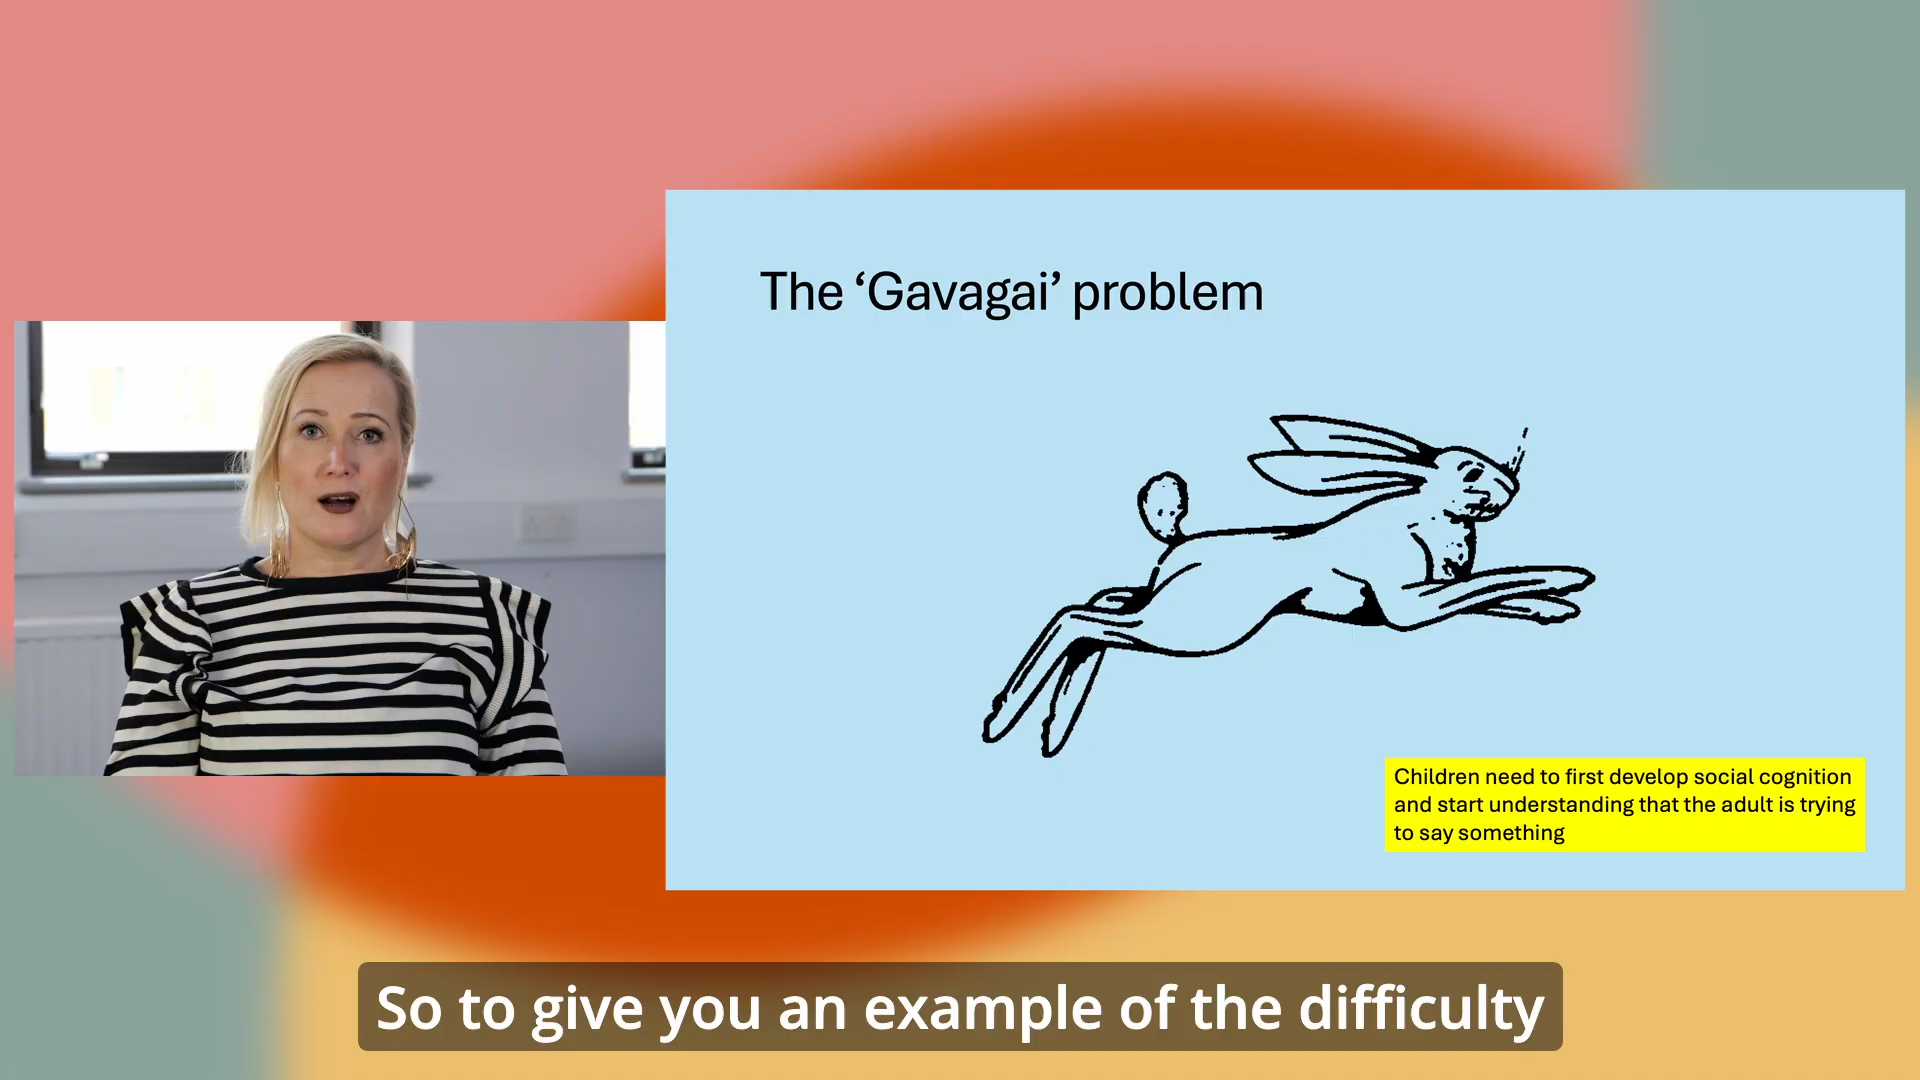 The ‘Gavagai’ problem
Children need to first develop social cognition
and start understanding that the adult is trying
to say something
So to give you an example of the difficulty